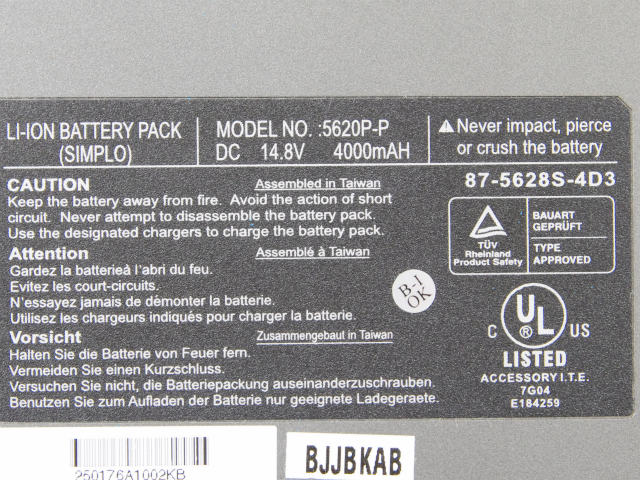 LI-ION BATTERY PACK
(SIMPLO)
MODEL NO. :5620P-P
DC 14.8V 4000mAH
Never impact, pierce
or crush the battery
CAUTION
Assembled in Taiwan
87-5628S-4D3
Keep the battery away from fire. Avoid the action of short
circuit. Never attempt to disassemble the battery pack.
Use the designated chargers to charge the battery pack.
Attention
Assemblé à Taiwan
Gardez la batterieà l'abri du feu.
Evitez les court-circuits.
N'essayez jamais de démonter la batterie.
Utilisez les chargeurs indiqués pour charger la batterie.
Vorsicht
Zusammengebaut in Taiwan
Halten Sie die Batterie von Feuer fern.
Vermeiden Sie einen Kurzschluss.
Versuchen Sie nicht, die Batteriepackung auseinanderzuschrauben.
Benutzen Sie zum Aufladen der Batterie nur geeignete Ladegeraete.
TÜV
Rheinland
Product Safety
BAUART
GEPRÜFT
TYPE
APPROVED
B-1
OK
C UL ® US
LISTED
ACCESSORY I.T.E.
7G04
E184259
250176A1002KB
BJJBKAB